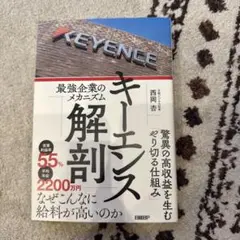 KEYENCE
最強企業の
メカニズム
キーエンス
解剖
西岡 杏
驚異の高収益を生む
やり切る仕組み
営業
利益率
55%
平均
年収
2200万円
なぜこんなに
給料が高いのか
日経BP